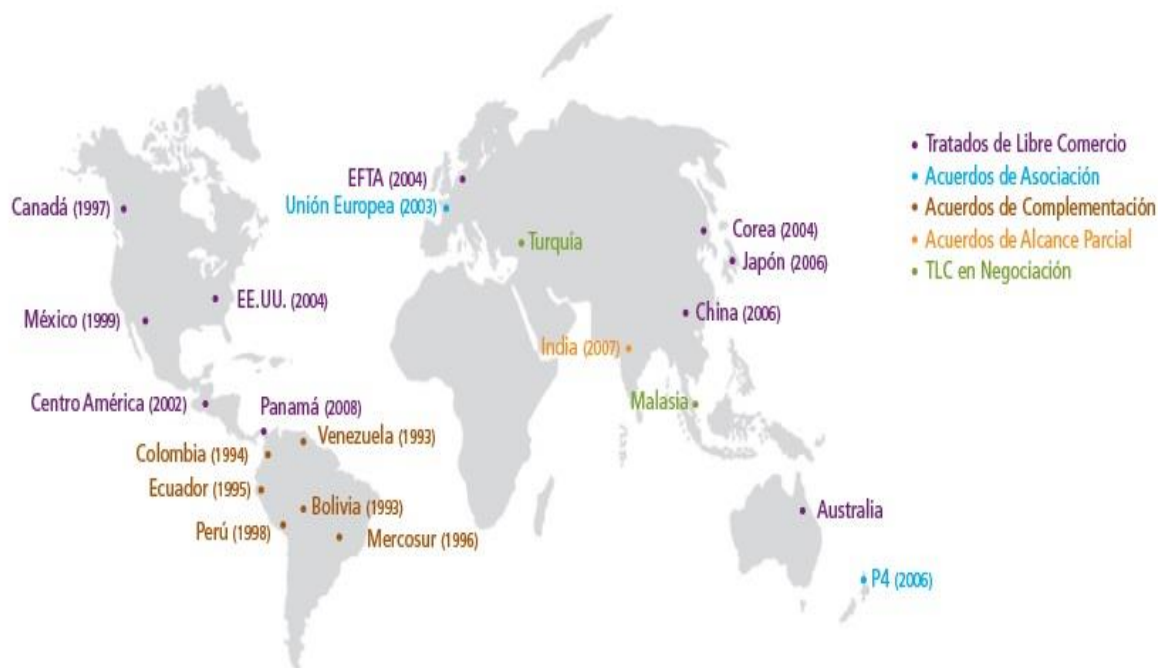 EFTA (2004)
Unión Europea (2003)
Canadá (1997)
Turquía
Corea (2004)
Japón (2006)
EE.UU. (2004)
México (1999)
China (2006)
India (2007)
Centro América (2002)
Panamá (2008)
Malasia
Venezuela (1993)
Colombia (1994)
Ecuador (1995)
Bolivia (1993)
Perú (1998)
Mercosur (1996)
Australia
P4 (2006)
• Tratados de Libre Comercio
• Acuerdos de Asociación
• Acuerdos de Complementación
• Acuerdos de Alcance Parcial
• TLC en Negociación